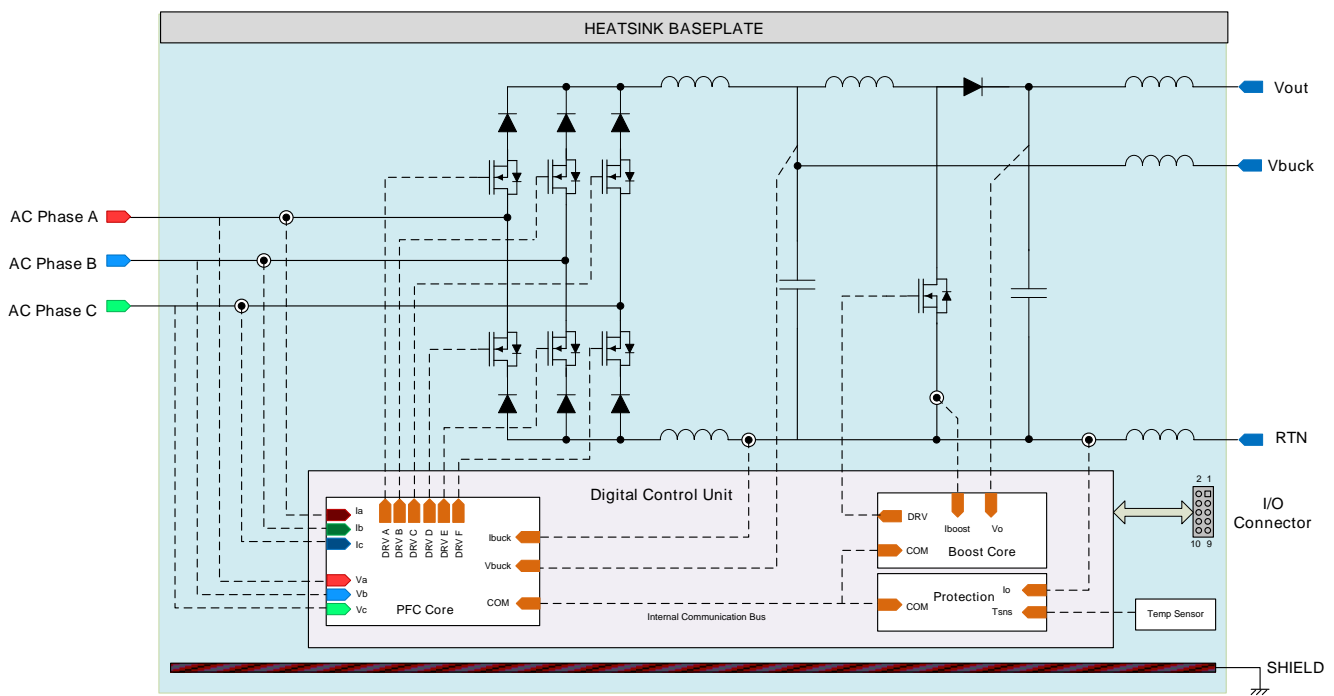 HEATSINK BASEPLATE
Vout
Vbuck
AC Phase A
AC Phase B
AC Phase C
RTN
Digital Control Unit
2 1
10 9
I/O
Connector
Ia
Ib
Ic
Va
Vb
Vc
DRV A
DRV B
DRV C
DRV D
DRV E
DRV F
Ibuck
Vbuck
COM
PFC Core
Internal Communication Bus
DRV
Iboost
Vo
COM
Boost Core
Protection
Io
COM
Tsns
Temp Sensor
SHIELD